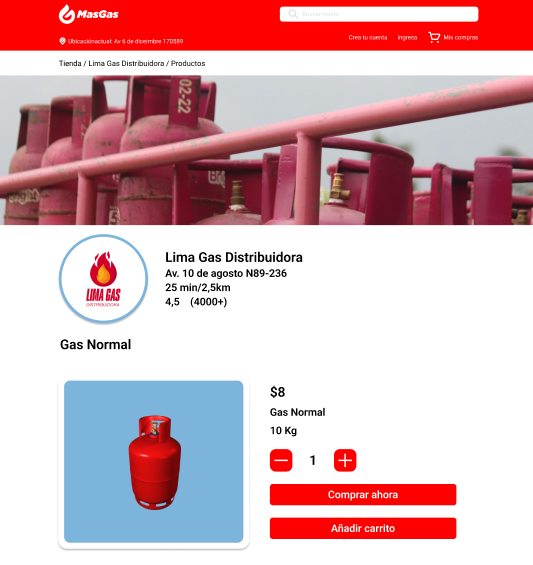 MasGas
Buscar tienda
Ubicaciónactual: Av 6 de diceimbre 170589
Crea tu cuenta
Ingresa
Mis compras
Tienda / Lima Gas Distribuidora / Productos
02-22
LIMA GAS
DISTRIBUIDORA
Lima Gas Distribuidora
Av. 10 de agosto N89-236
25 min/2,5km
4,5 (4000+)
Gas Normal
$8
Gas Normal
10 Kg
1
Comprar ahora
Añadir carrito